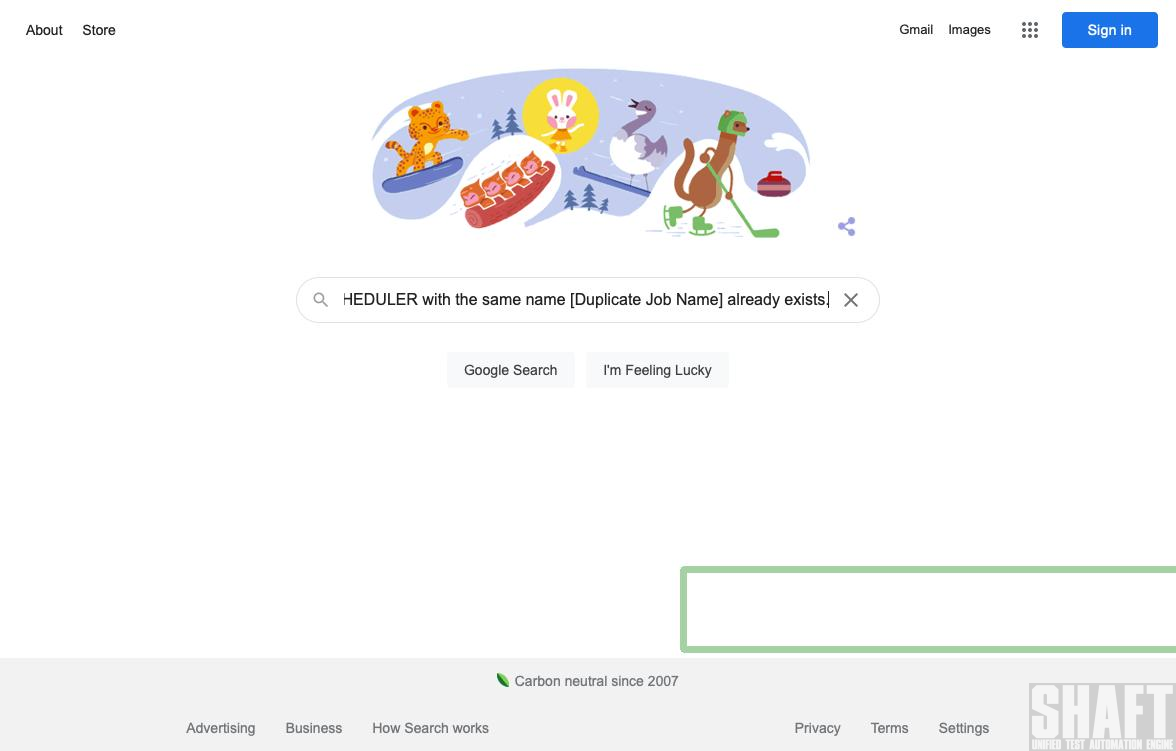 About Store Gmail Images Sign in
HEDULER with the same name [Duplicate Job Name] already exists.
Google Search I'm Feeling Lucky
Carbon neutral since 2007
Advertising Business How Search works Privacy Terms Settings
SHAFT
UNIFIED TEST AUTOMATION ENGINE